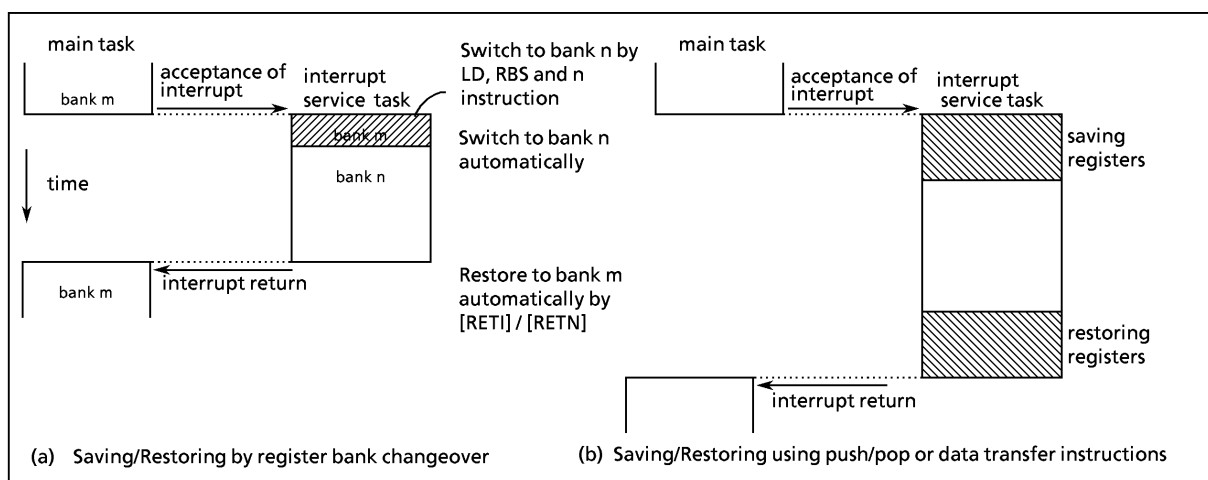 main task
bank m
acceptance of
interrupt
interrupt
service task
bank m
bank n
Switch to bank n by
LD, RBS and n
instruction
Switch to bank n
automatically
time
interrupt return
bank m
Restore to bank m
automatically by
[RETI] / [RETN]
(a) Saving/Restoring by register bank changeover
main task
acceptance of
interrupt
interrupt
service task
saving
registers
restoring
registers
interrupt return
(b) Saving/Restoring using push/pop or data transfer instructions